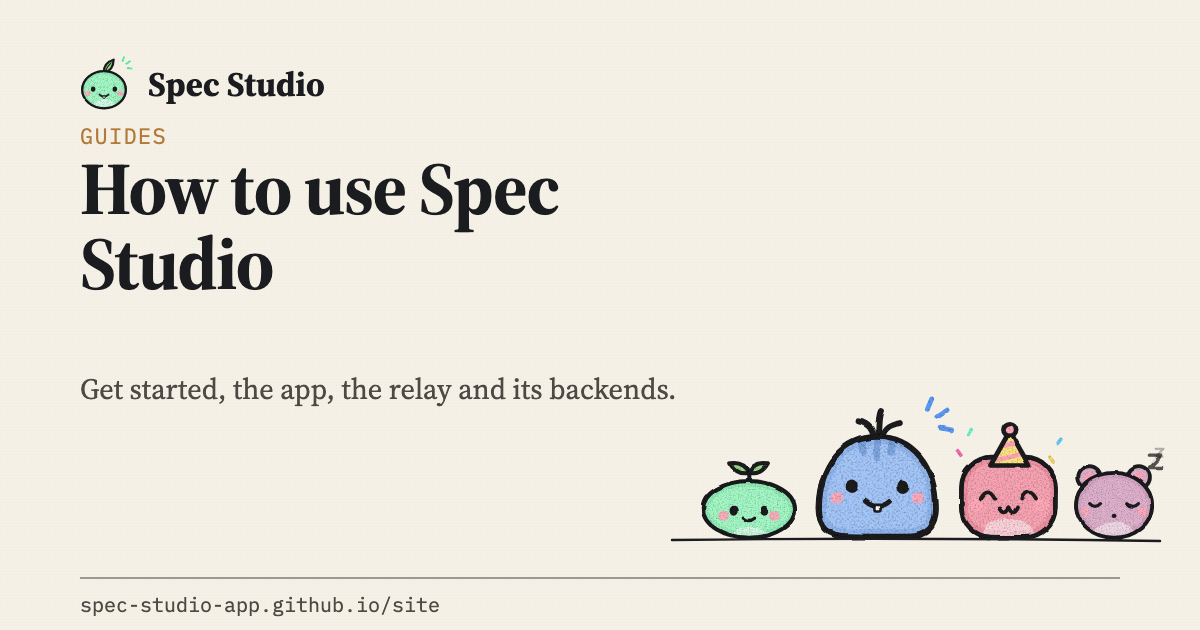 Spec Studio
GUIDES
How to use Spec
Studio
Get started, the app, the relay and its backends.
z
z
spec-studio-app.github.io/site